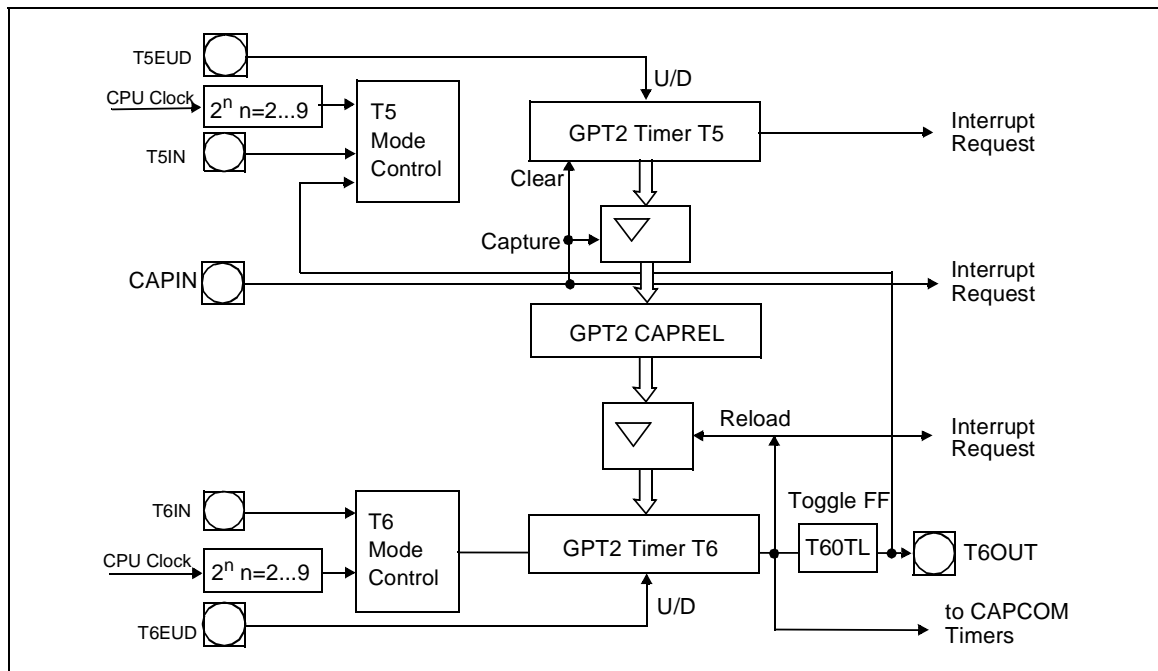 T5EUD
U/D
CPU Clock
2^n n=2...9
T5
Mode
Control
GPT2 Timer T5
Interrupt
Request
T5IN
Clear
Capture
CAPIN
Interrupt
Request
GPT2 CAPREL
Reload
Interrupt
Request
Toggle FF
T6IN
T6
Mode
Control
GPT2 Timer T6
T60TL
T6OUT
CPU Clock
2^n n=2...9
U/D
T6EUD
to CAPCOM
Timers